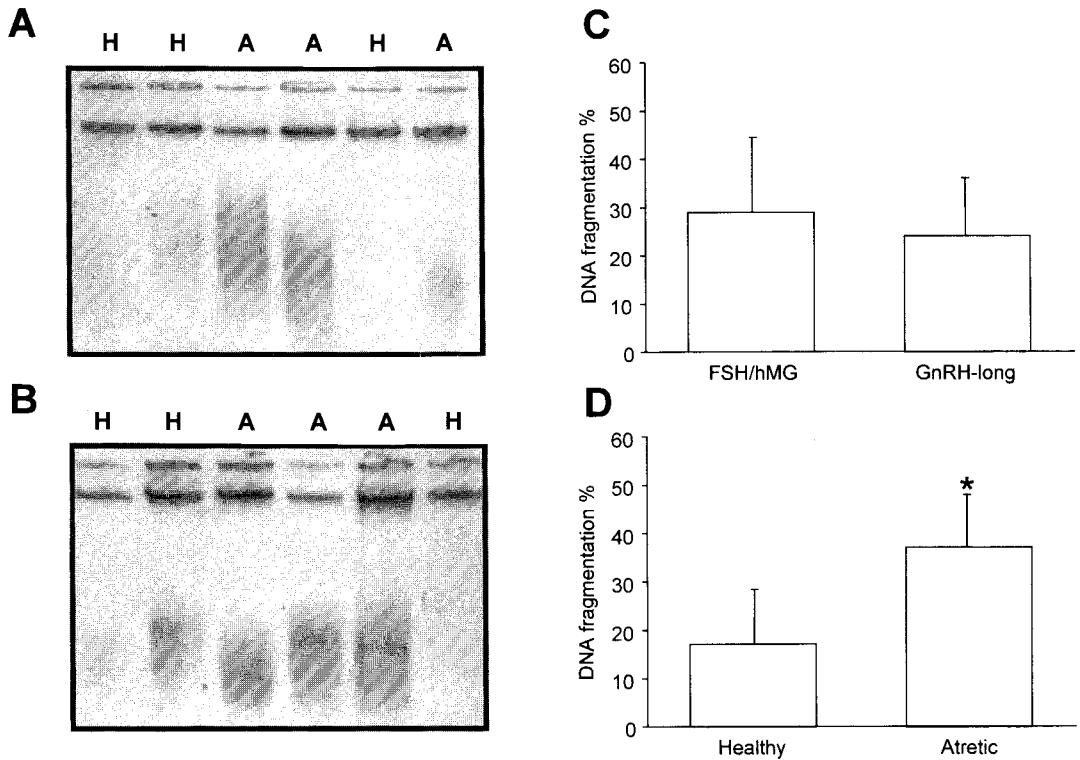 A
H H A A H A
B
H H A A A H
C
DNA fragmentation %
60
50
40
30
20
10
0
FSH/hMG GnRH-long
D
DNA fragmentation %
60
50
40
30
20
10
0
*
Healthy Atretic